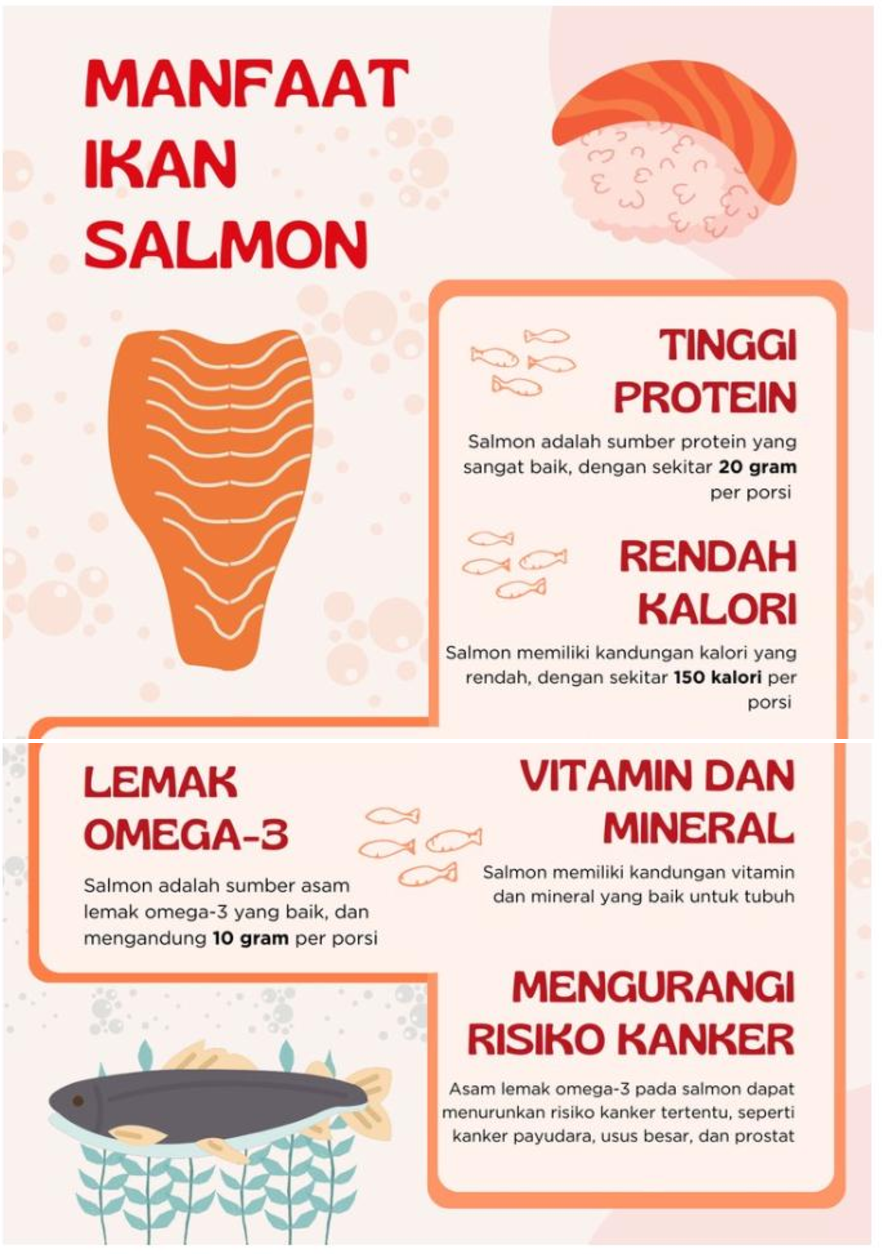 MANFAAT
IKAN
SALMON
TINGGI
PROTEIN
Salmon adalah sumber protein yang
sangat baik, dengan sekitar 20 gram
per porsi
RENDAH
KALORI
Salmon memiliki kandungan kalori yang
rendah, dengan sekitar 150 kalori per
porsi
LEMAK
OMEGA-3
Salmon adalah sumber asam
lemak omega-3 yang baik, dan
mengandung 10 gram per porsi
VITAMIN DAN
MINERAL
Salmon memiliki kandungan vitamin
dan mineral yang baik untuk tubuh
MENGURANGI
RISIKO KANKER
Asam lemak omega-3 pada salmon dapat
menurunkan risiko kanker tertentu, seperti
kanker payudara, usus besar, dan prostat